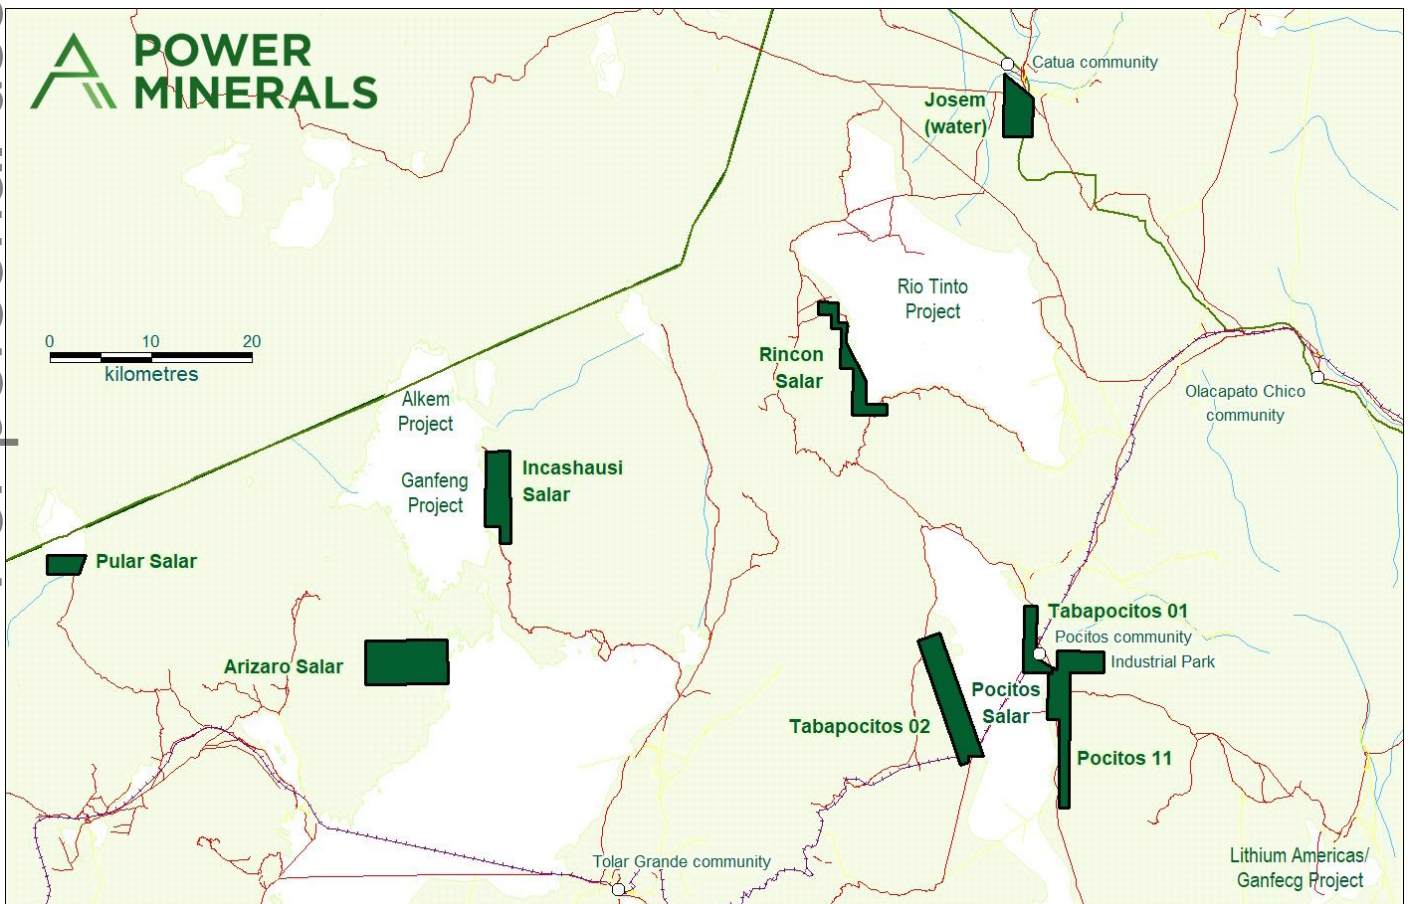 POWER
MINERALS
Catua community
Josem
(water)
Rio Tinto
Project
0 10 20
kilometres
Rincon
Salar
Olacapato Chico
community
Alkem
Project
Ganfeng
Project
Incashausi
Salar
Pular Salar
Tabapocitos 01
Pocitos community
Industrial Park
Arizaro Salar
Pocitos
Salar
Tabapocitos 02
Pocitos 11
Tolar Grande community
Lithium Americas/
Ganfecg Project